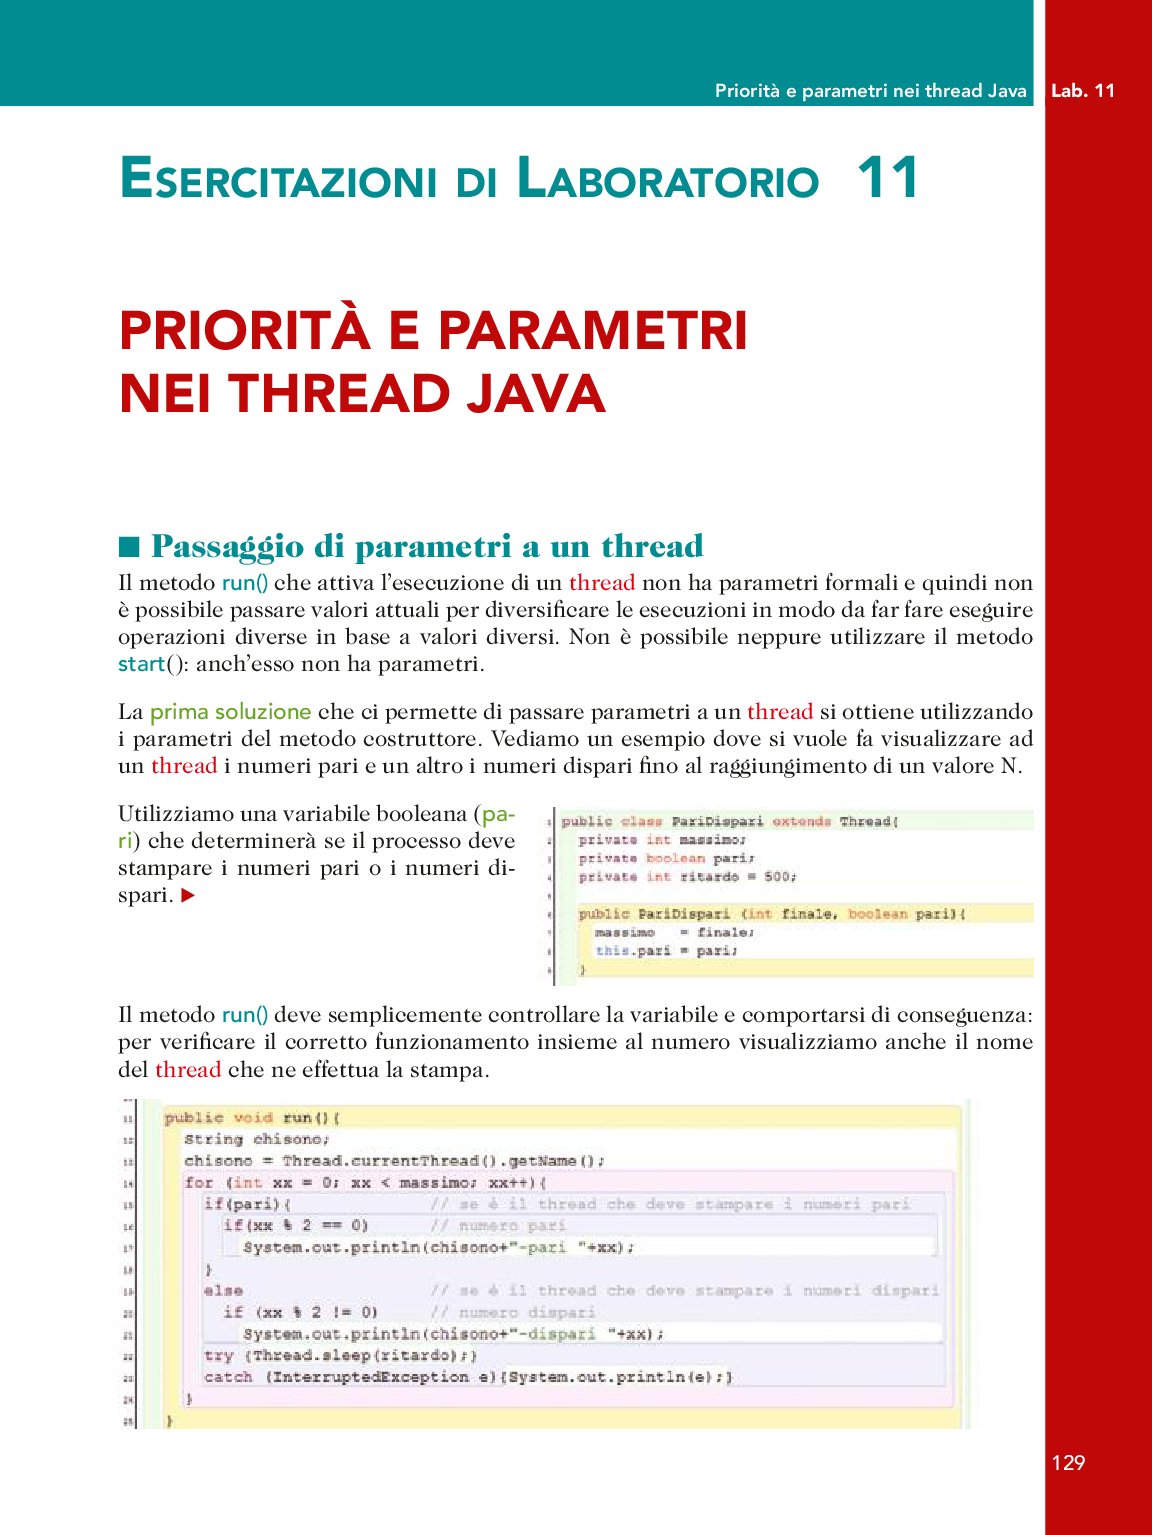 Priorità e parametri nei thread Java Lab. 11
ESERCITAZIONI DI LABORATORIO 11
PRIORITÀ E PARAMETRI
NEI THREAD JAVA
■ Passaggio di parametri a un thread
Il metodo run() che attiva l'esecuzione di un thread non ha parametri formali e quindi non
è possibile passare valori attuali per diversificare le esecuzioni in modo da far fare eseguire
operazioni diverse in base a valori diversi. Non è possibile neppure utilizzare il metodo
start(): anch'esso non ha parametri.
La prima soluzione che ci permette di passare parametri a un thread si ottiene utilizzando
i parametri del metodo costruttore. Vediamo un esempio dove si vuole fa visualizzare ad
un thread i numeri pari e un altro i numeri dispari fino al raggiungimento di un valore N.
Utilizziamo una variabile booleana (pa-
ri) che determinerà se il processo deve
stampare i numeri pari o i numeri di-
spari. ▶
1 public class PariDispari extends Thread{
2 private int massimo;
3 private boolean pari;
4 private int ritardo = 500;
5
6 public PariDispari (int finale, boolean pari){
7 massimo = finale;
8 this.pari = pari;
9 }
Il metodo run() deve semplicemente controllare la variabile e comportarsi di conseguenza:
per verificare il corretto funzionamento insieme al numero visualizziamo anche il nome
del thread che ne effettua la stampa.
11 public void run(){
12 String chisono;
13 chisono = Thread.currentThread().getName();
14 for (int xx = 0; xx < massimo; xx++){
15 if(pari){ // se é il thread che deve stampare i numeri pari
16 if(xx % 2 == 0) // numero pari
17 System.out.println(chisono+"-pari "+xx);
18 }
19 else // se é il thread che deve stampare i numeri dispari
20 if (xx % 2 != 0) // numero dispari
21 System.out.println(chisono+"-dispari "+xx);
22 try {Thread.sleep(ritardo);}
23 catch (InterruptedException e){System.out.println(e);}
24 }
25 }
129